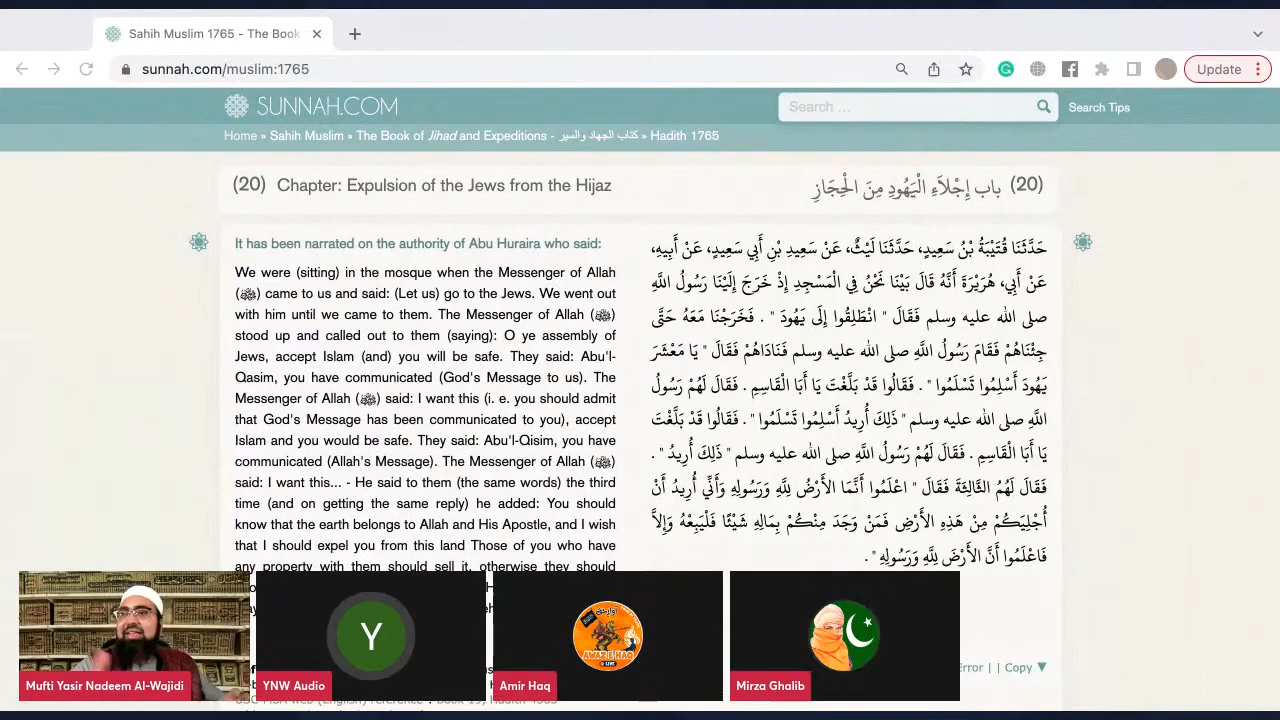 Sahih Muslim 1765 - The Book
sunnah.com/muslim:1765
Update
SUNNAH.COM
Search ...
Search Tips
Home » Sahih Muslim » The Book of Jihad and Expeditions - كتاب الجهاد والسير » Hadith 1765
(20) Chapter: Expulsion of the Jews from the Hijaz
(20) باب إِجْلاَءِ الْيَهُودِ مِنَ الْحِجَازِ
It has been narrated on the authority of Abu Huraira who said:
We were (sitting) in the mosque when the Messenger of Allah
(ﷺ) came to us and said: (Let us) go to the Jews. We went out
with him until we came to them. The Messenger of Allah (ﷺ)
stood up and called out to them (saying): O ye assembly of
Jews, accept Islam (and) you will be safe. They said: Abu'l-
Qasim, you have communicated (God's Message to us). The
Messenger of Allah (ﷺ) said: I want this (i. e. you should admit
that God's Message has been communicated to you), accept
Islam and you would be safe. They said: Abu'l-Qisim, you have
communicated (Allah's Message). The Messenger of Allah (ﷺ)
said: I want this... - He said to them (the same words) the third
time (and on getting the same reply) he added: You should
know that the earth belongs to Allah and His Apostle, and I wish
that I should expel you from this land Those of you who have
any property with them should sell it, otherwise they should
حَدَّثَنَا قُتَيْبَةُ بْنُ سَعِيدٍ، حَدَّثَنَا لَيْثٌ، عَنْ سَعِيدِ بْنِ أَبِي سَعِيدٍ، عَنْ أَبِيهِ،
عَنْ أَبِي، هُرَيْرَةَ أَنَّهُ قَالَ بَيْنَا نَحْنُ فِي الْمَسْجِدِ إِذْ خَرَجَ إِلَيْنَا رَسُولُ اللَّهِ
صلى الله عليه وسلم فَقَالَ ‏"‏ انْطَلِقُوا إِلَى يَهُودَ ‏"‏ ‏.‏ فَخَرَجْنَا مَعَهُ حَتَّى
جِئْنَاهُمْ فَقَامَ رَسُولُ اللَّهِ صلى الله عليه وسلم فَنَادَاهُمْ فَقَالَ ‏"‏ يَا مَعْشَرَ
يَهُودَ أَسْلِمُوا تَسْلَمُوا ‏"‏ ‏.‏ فَقَالُوا قَدْ بَلَّغْتَ يَا أَبَا الْقَاسِمِ ‏.‏ فَقَالَ لَهُمْ رَسُولُ
اللَّهِ صلى الله عليه وسلم ‏"‏ ذَلِكَ أُرِيدُ أَسْلِمُوا تَسْلَمُوا ‏"‏ ‏.‏ فَقَالُوا قَدْ بَلَّغْتَ
يَا أَبَا الْقَاسِمِ ‏.‏ فَقَالَ لَهُمْ رَسُولُ اللَّهِ صلى الله عليه وسلم ‏"‏ ذَلِكَ أُرِيدُ ‏"‏ ‏.‏
فَقَالَ لَهُمُ الثَّالِثَةَ فَقَالَ ‏"‏ اعْلَمُوا أَنَّمَا الأَرْضُ لِلَّهِ وَرَسُولِهِ وَأَنِّي أُرِيدُ أَنْ
أُجْلِيَكُمْ مِنْ هَذِهِ الأَرْضِ فَمَنْ وَجَدَ مِنْكُمْ بِمَالِهِ شَيْئًا فَلْيَبِعْهُ وَإِلاَّ
فَاعْلَمُوا أَنَّ الأَرْضَ لِلَّهِ وَرَسُولِهِ ‏"‏ ‏.‏
Error | | Copy ▼
Mufti Yasir Nadeem Al-Wajidi
Y
YNW Audio
AWAZ E HAQ
LIVE
Amir Haq
Mirza Ghalib